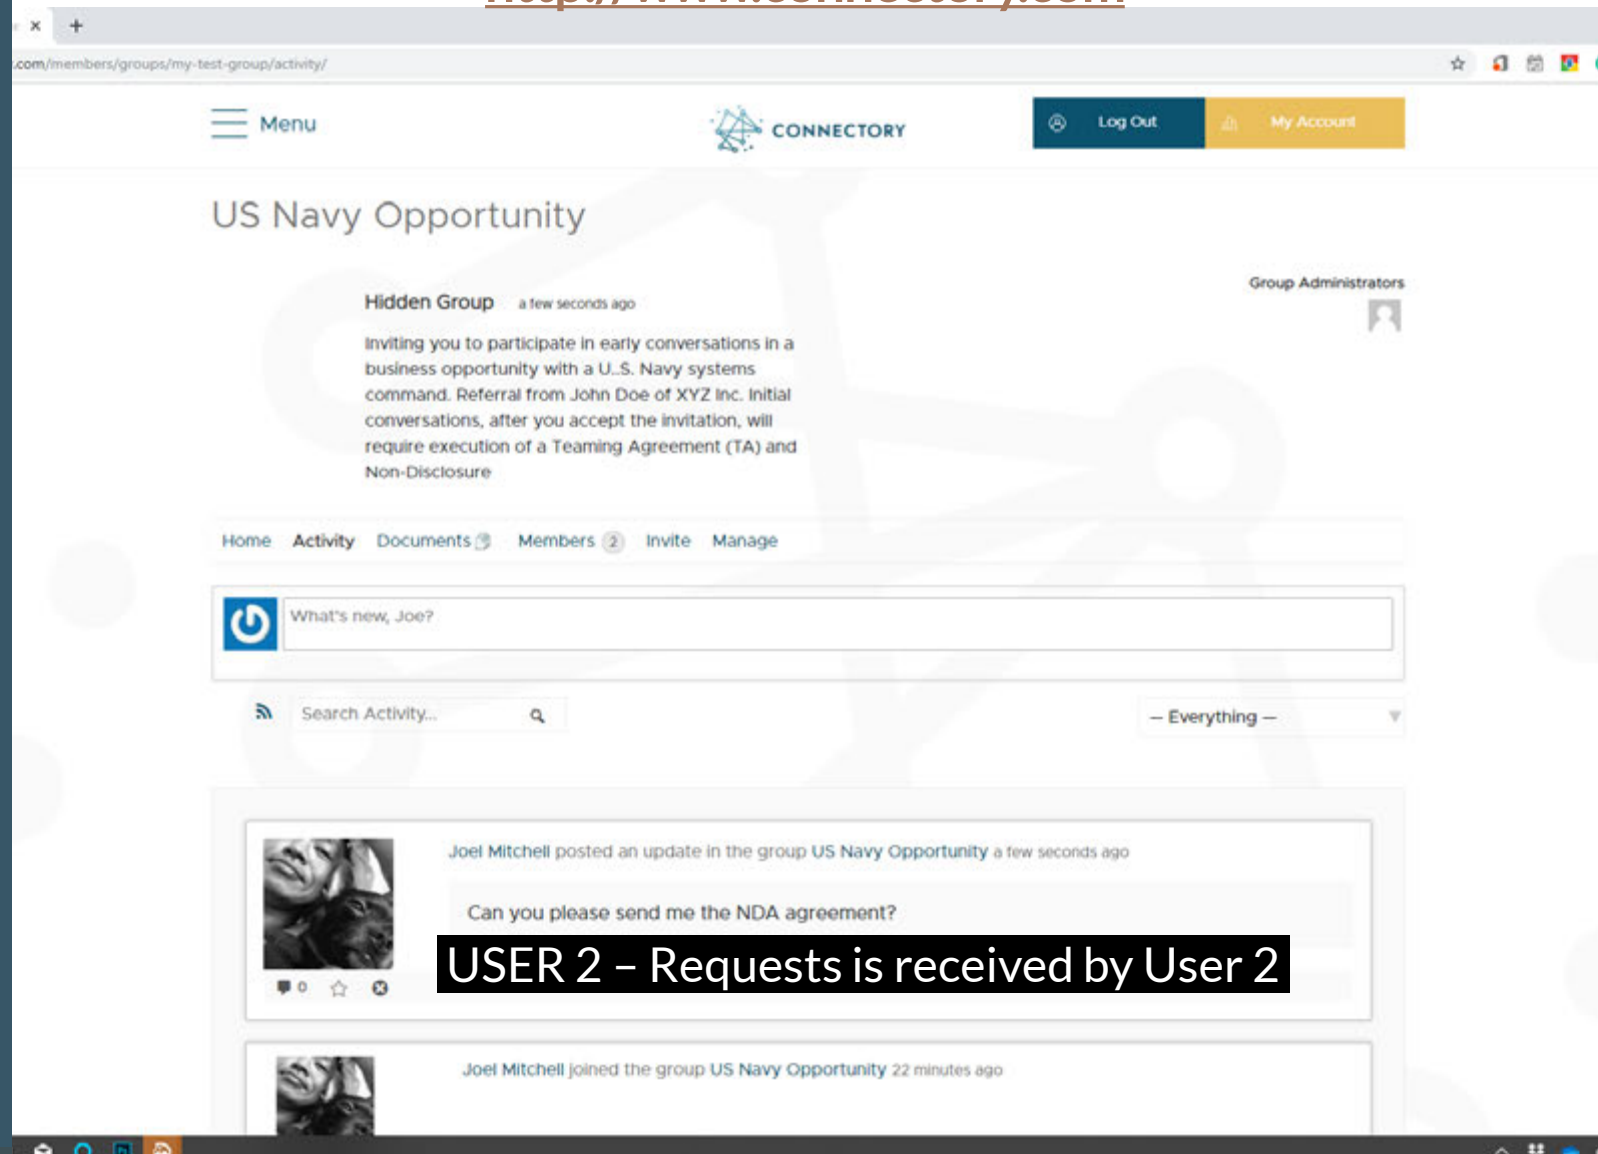 http://www.connectory.com
.com/members/groups/my-test-group/activity/
Menu
CONNECTORY
Log Out
My Account
US Navy Opportunity
Group Administrators
Hidden Group a few seconds ago
Inviting you to participate in early conversations in a
business opportunity with a U..S. Navy systems
command. Referral from John Doe of XYZ Inc. Initial
conversations, after you accept the invitation, will
require execution of a Teaming Agreement (TA) and
Non-Disclosure
Home Activity Documents Members 2 Invite Manage
What's new, Joe?
Search Activity...
— Everything —
Joel Mitchell posted an update in the group US Navy Opportunity a few seconds ago
Can you please send me the NDA agreement?
USER 2 – Requests is received by User 2
0
Joel Mitchell joined the group US Navy Opportunity 22 minutes ago